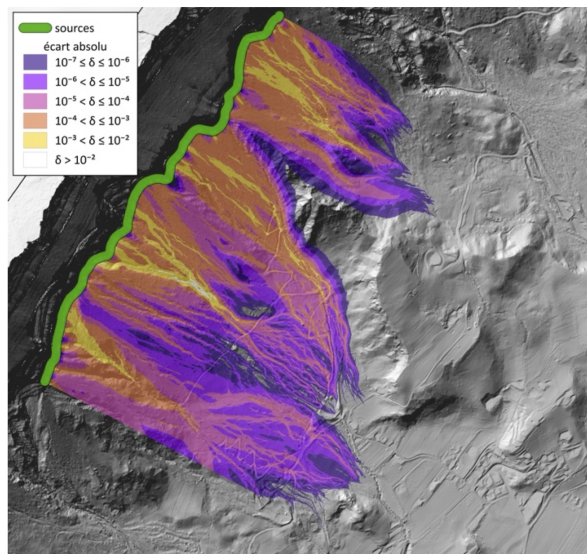 sources
écart absolu
10⁻⁷ ≤ δ ≤ 10⁻⁶
10⁻⁶ < δ ≤ 10⁻⁵
10⁻⁵ < δ ≤ 10⁻⁴
10⁻⁴ < δ ≤ 10⁻³
10⁻³ < δ ≤ 10⁻²
δ > 10⁻²